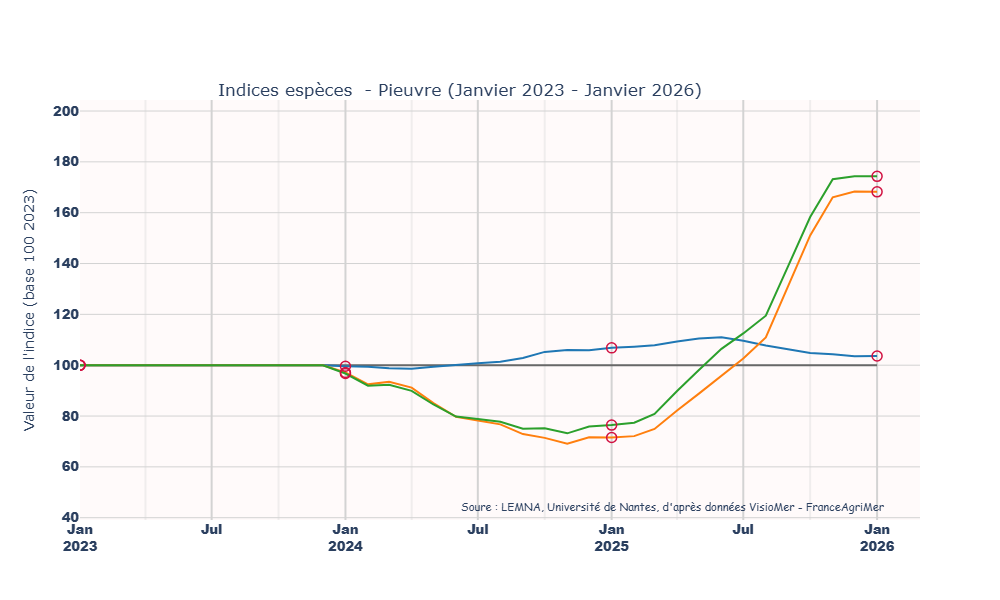 Indices espèces - Pieuvre (Janvier 2023 - Janvier 2026)
Valeur de l'indice (base 100 2023)
200
180
160
140
120
100
80
60
40
Soure : LEMNA, Université de Nantes, d'après données VisioMer - FranceAgriMer
Jan Jul Jan Jul Jan Jul Jan
2023 2024 2025 2026